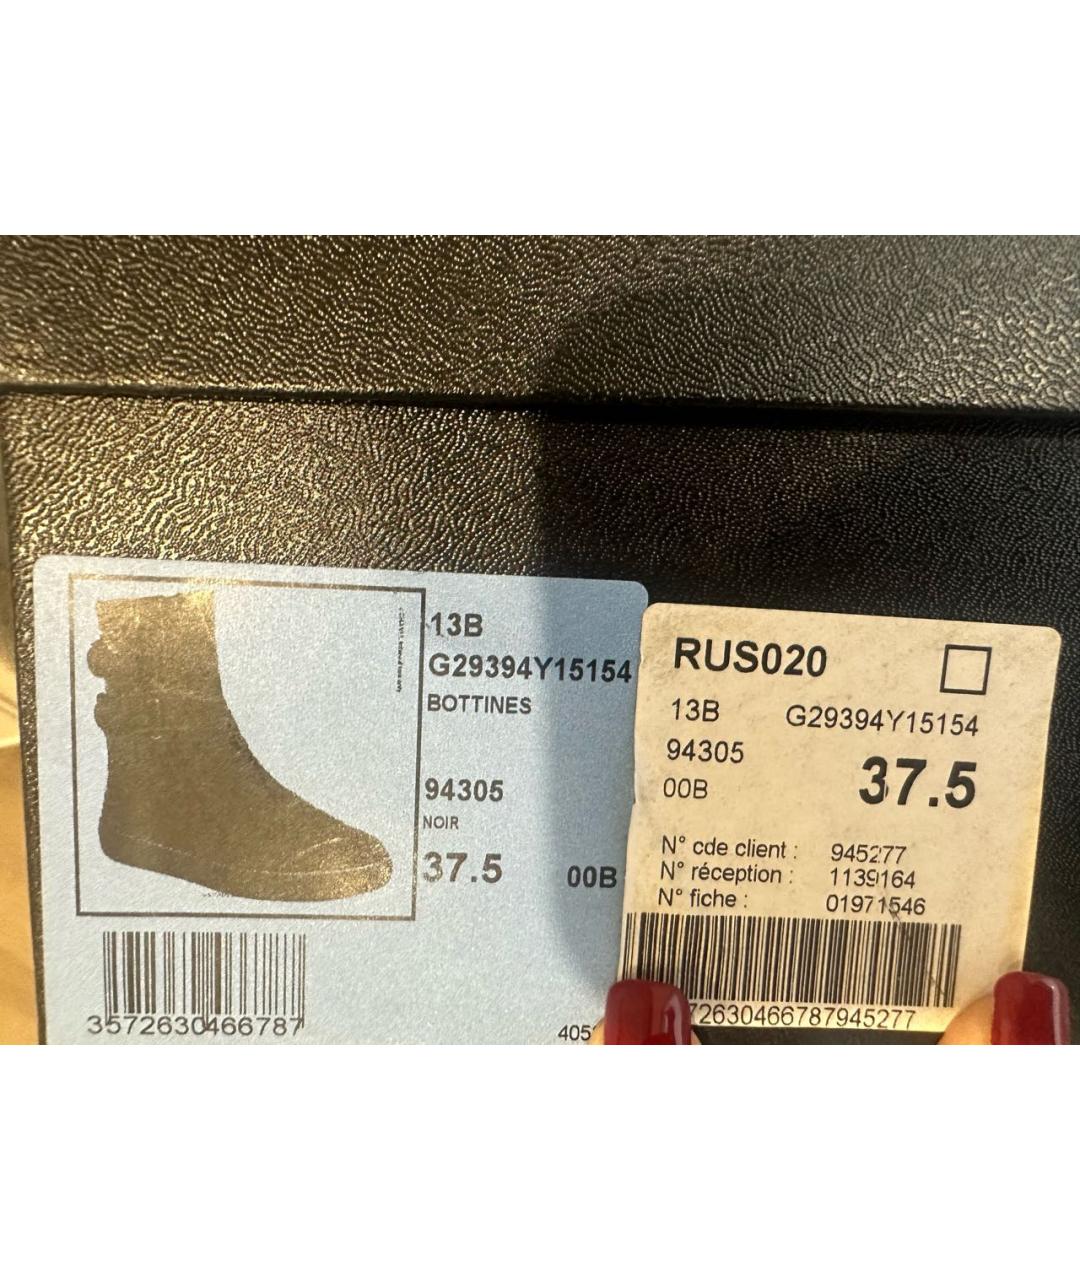 13B
G29394Y15154
BOTTINES
94305
NOIR
37.5 00B
3572630466787
405
RUS020
13B G29394Y15154
94305
00B 37.5
N° cde client : 945277
N° réception : 1139164
N° fiche : 01971546
72630466787945277